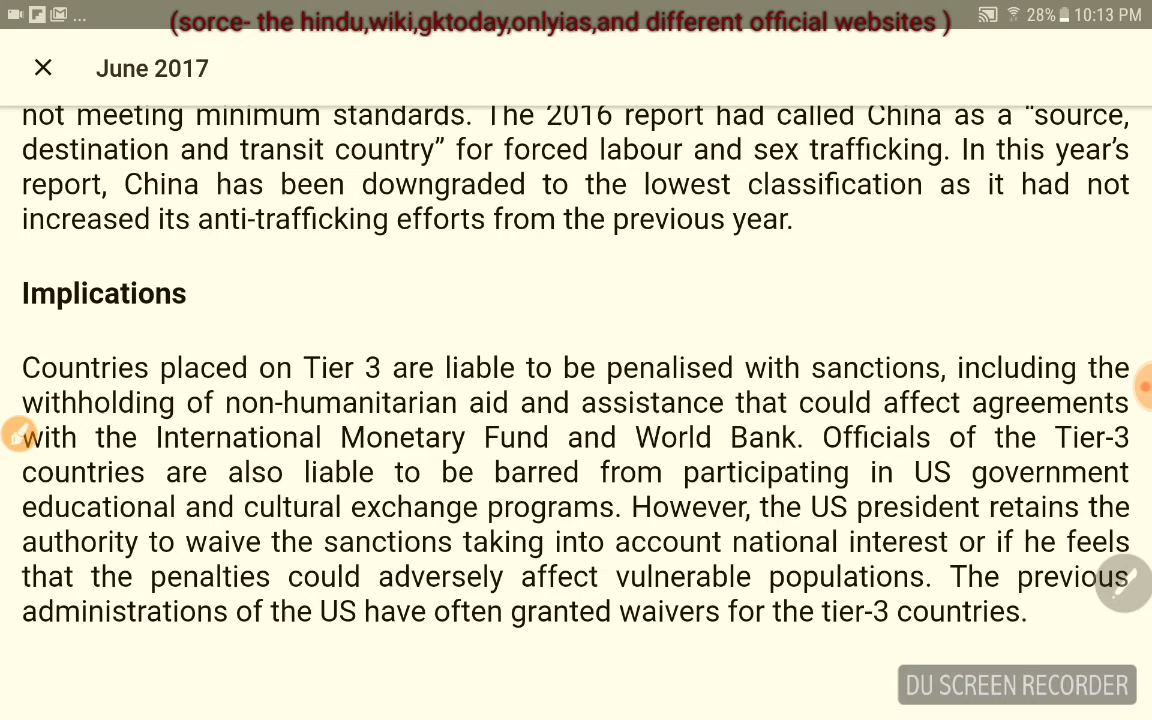 (sorce- the hindu,wiki,gktoday,onlyias,and different official websites )
... 28% 10:13 PM
× June 2017
not meeting minimum standards. The 2016 report had called China as a “source,
destination and transit country” for forced labour and sex trafficking. In this year’s
report, China has been downgraded to the lowest classification as it had not
increased its anti-trafficking efforts from the previous year.
Implications
Countries placed on Tier 3 are liable to be penalised with sanctions, including the
withholding of non-humanitarian aid and assistance that could affect agreements
with the International Monetary Fund and World Bank. Officials of the Tier-3
countries are also liable to be barred from participating in US government
educational and cultural exchange programs. However, the US president retains the
authority to waive the sanctions taking into account national interest or if he feels
that the penalties could adversely affect vulnerable populations. The previous
administrations of the US have often granted waivers for the tier-3 countries.
DU SCREEN RECORDER